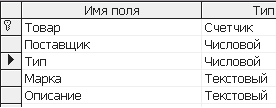 Имя поля Тип
Товар Счетчик
Поставщик Числовой
Тип Числовой
Марка Текстовый
Описание Текстовый